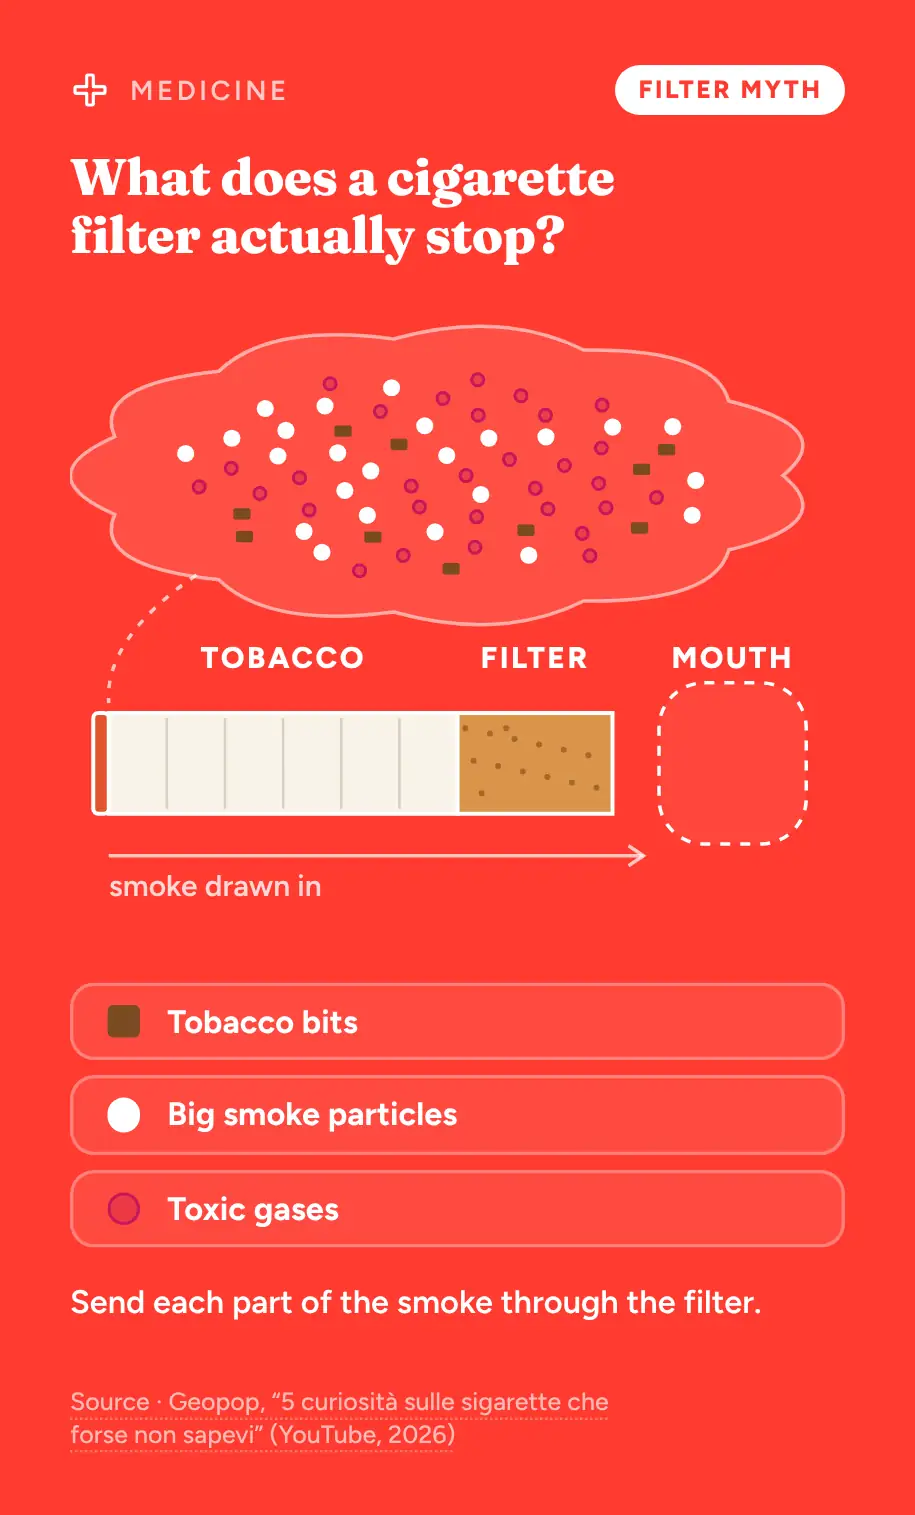 MEDICINE
FILTER MYTH
What does a cigarette
filter actually stop?
TOBACCO
FILTER
MOUTH
smoke drawn in
Tobacco bits
Big smoke particles
Toxic gases
Send each part of the smoke through the filter.
Source · Geopop, “5 curiosità sulle sigarette che
forse non sapevi” (YouTube, 2026)